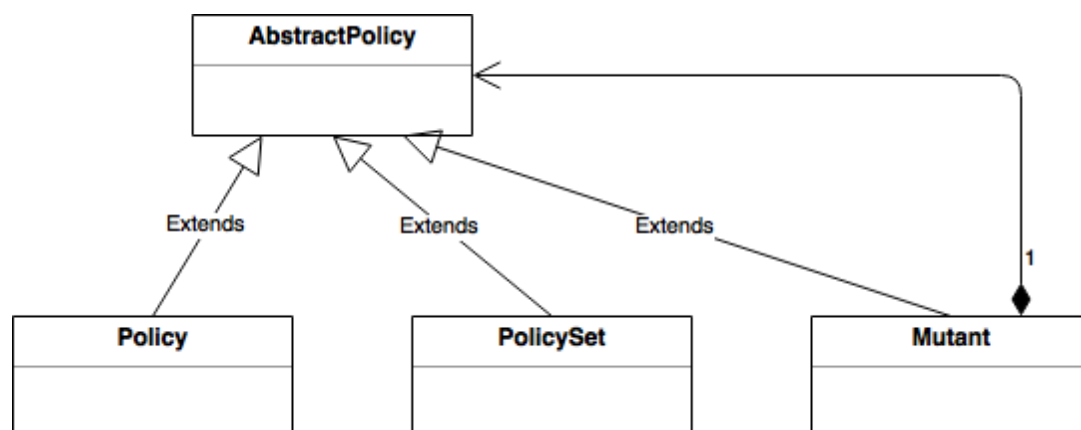 AbstractPolicy
Extends
Extends
Extends
1
Policy
PolicySet
Mutant